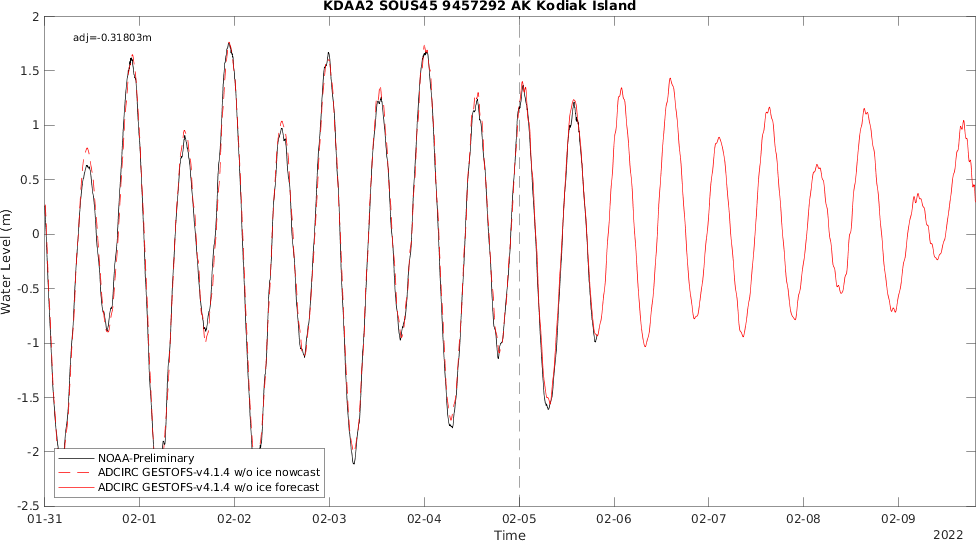 KDAA2 SOUS45 9457292 AK Kodiak Island
adj=-0.31803m
2
1.5
1
0.5
0
-0.5
-1
-1.5
-2
-2.5
Water Level (m)
NOAA-Preliminary
ADCIRC GESTOFS-v4.1.4 w/o ice nowcast
ADCIRC GESTOFS-v4.1.4 w/o ice forecast
01-31 02-01 02-02 02-03 02-04 02-05 02-06 02-07 02-08 02-09
Time
2022